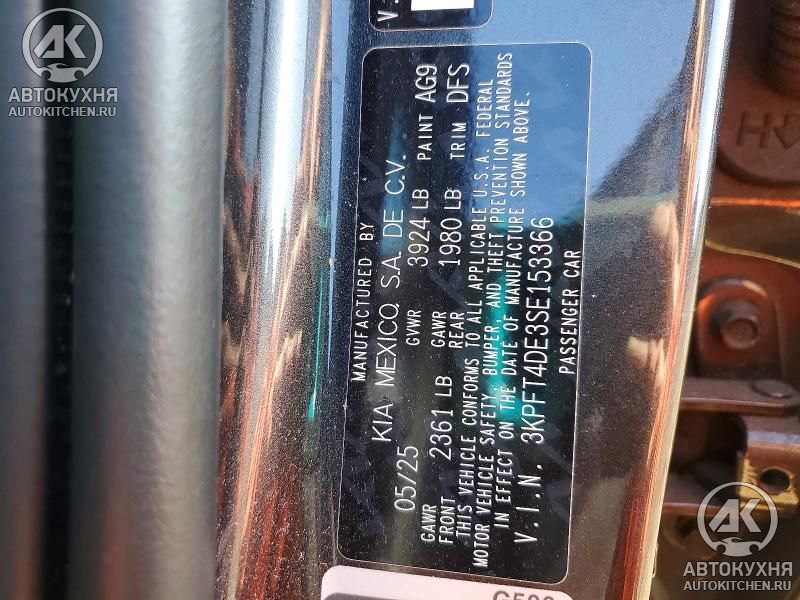 АВТОКУХНЯ
AUTOKITCHEN.RU
MANUFACTURED BY
KIA MEXICO, S.A. DE C.V.
05/25 GVWR 3924 LB PAINT AG9
GAWR FRONT 2361 LB GAWR REAR 1980 LB TRIM DFS
THIS VEHICLE CONFORMS TO ALL APPLICABLE U.S.A. FEDERAL
MOTOR VEHICLE SAFETY, BUMPER, AND THEFT PREVENTION STANDARDS
IN EFFECT ON THE DATE OF MANUFACTURE SHOWN ABOVE.
V.I.N. 3KPFT4DE3SE153366
PASSENGER CAR
АВТОКУХНЯ
AUTOKITCHEN.RU